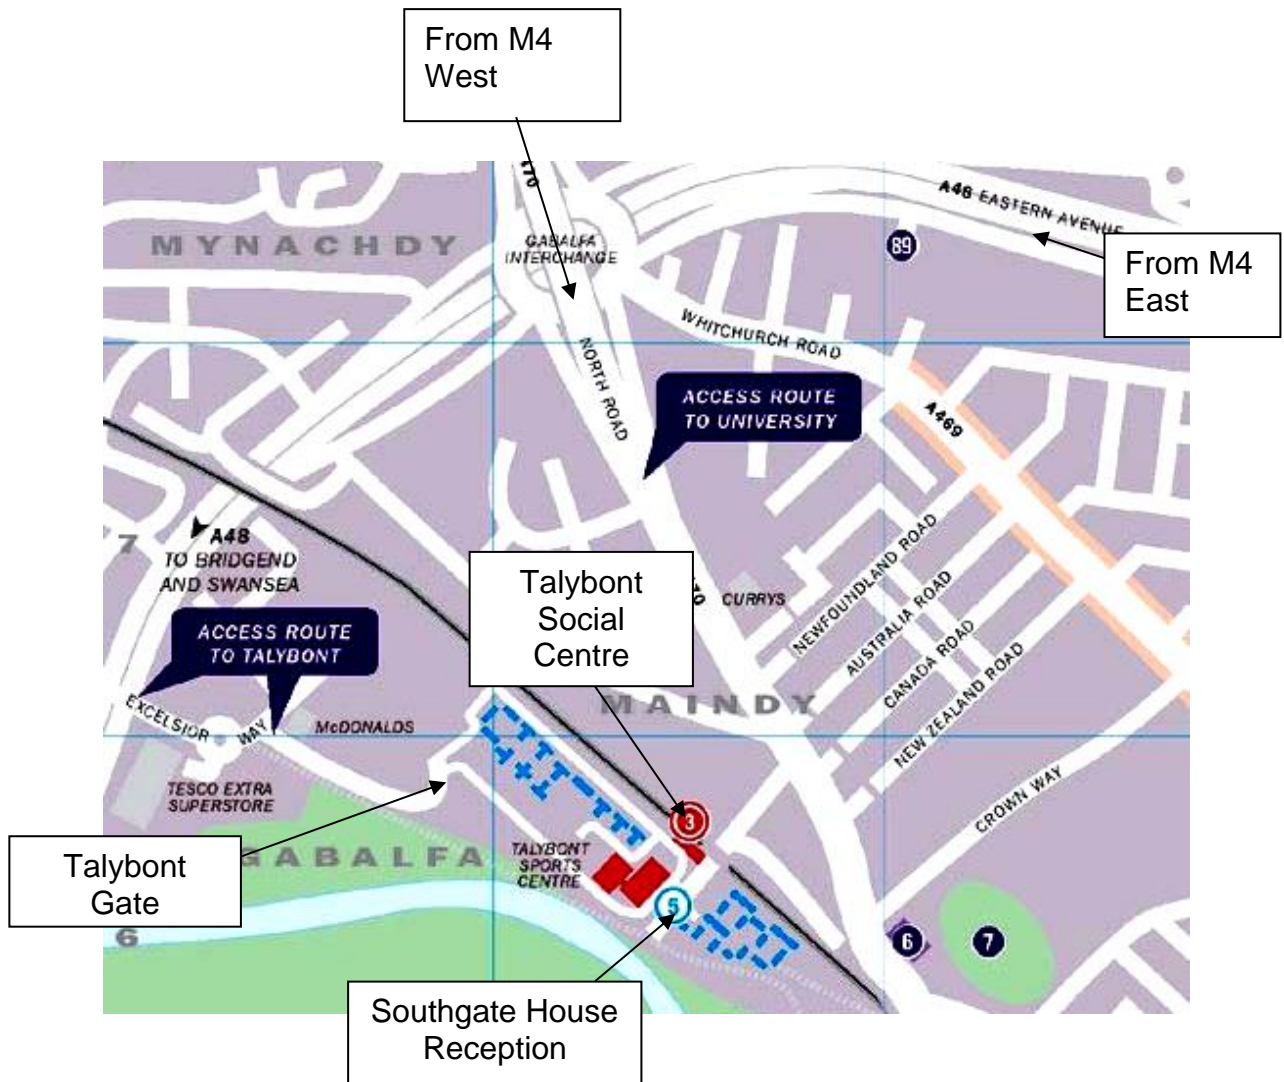 From M4
West
A70
A48 EASTERN AVENUE
MYNACHDY
GABALFA
INTERCHANGE
89
From M4
East
WHITCHURCH ROAD
NORTH ROAD
ACCESS ROUTE
TO UNIVERSITY
A469
7
A48
TO BRIDGEND
AND SWANSEA
Talybont
Social
Centre
CURRYS
NEWFOUNDLAND ROAD
AUSTRALIA ROAD
CANADA ROAD
NEW ZEALAND ROAD
ACCESS ROUTE
TO TALYBONT
MAINDY
EXCELSIOR WAY
McDONALDS
TESCO EXTRA
SUPERSTORE
CROWN WAY
3
GABALFA
TALYBONT
SPORTS
CENTRE
Talybont
Gate
5
6
6
7
Southgate House
Reception